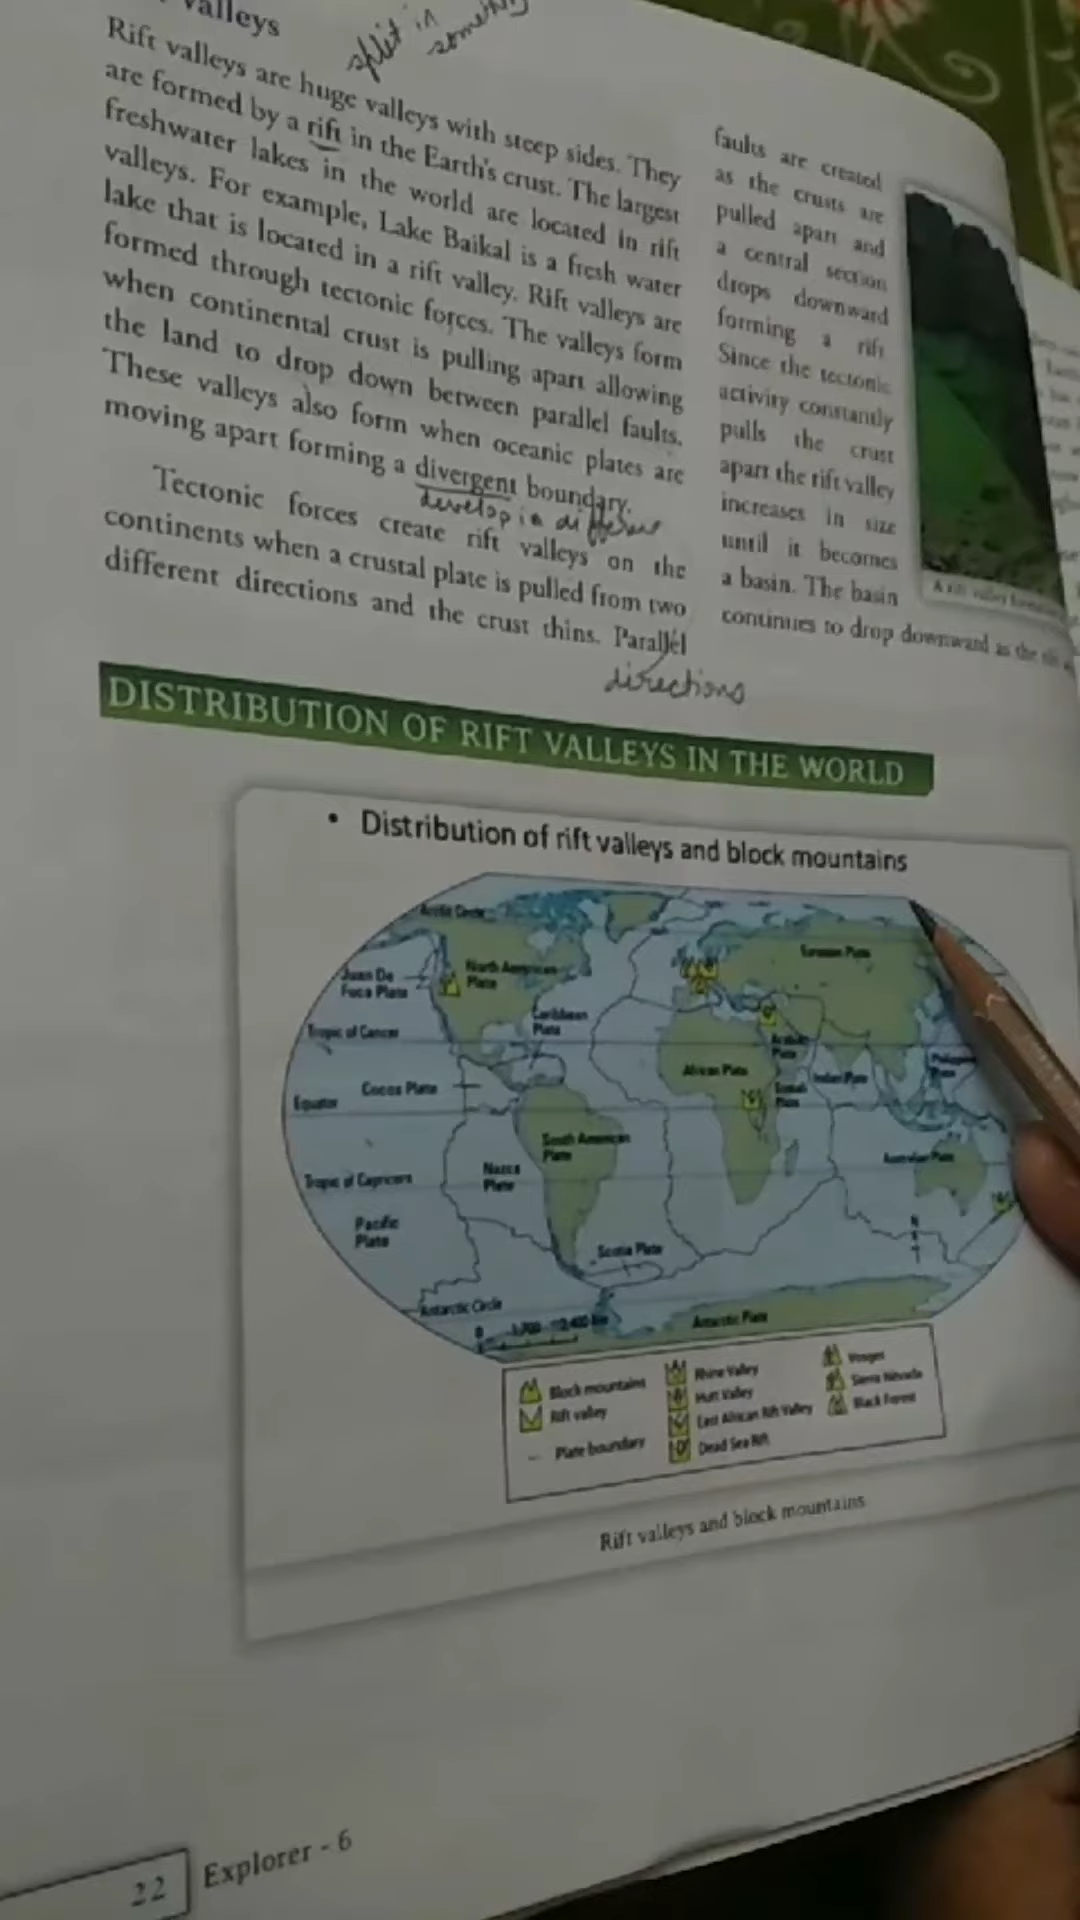 valleys
split in
something
Rift valleys are huge valleys with steep sides. They
are formed by a rift in the Earth's crust. The largest
freshwater lakes in the world are located in rift
valleys. For example, Lake Baikal is a fresh water
lake that is located in a rift valley. Rift valleys are
formed through tectonic forces. The valleys form
when continental crust is pulling apart allowing
the land to drop down between parallel faults.
These valleys also form when oceanic plates are
moving apart forming a divergent boundary.
develop in different
Tectonic forces create rift valleys on the
continents when a crustal plate is pulled from two
different directions and the crust thins. Parallel
directions
faults are created
as the crusts are
pulled apart and
a central section
drops downward
forming a rift
Since the tectonic
activity constantly
pulls the crust
apart the rift valley
increases in size
until it becomes
a basin. The basin
continues to drop downward as the rift
A rift valley
DISTRIBUTION OF RIFT VALLEYS IN THE WORLD
• Distribution of rift valleys and block mountains
Arctic Circle
Juan De
Fuca Plate
North American
Plate
Eurasian Plate
Caribbean
Plate
Tropic of Cancer
Arabian
Plate
African Plate
Indian Plate
Philippine
Plate
Cocos Plate
Somali
Plate
Equator
South American
Plate
Nazca
Plate
Australian Plate
Tropic of Capricorn
Pacific
Plate
N
Scotia Plate
Antarctic Circle
Antarctic Plate
0
Block mountains
Rift valley
Plate boundary
Rhine Valley
Hutt Valley
East African Rift Valley
Dead Sea Rift
Vosges
Sierra Nevada
Black Forest
Rift valleys and block mountains
22 Explorer - 6